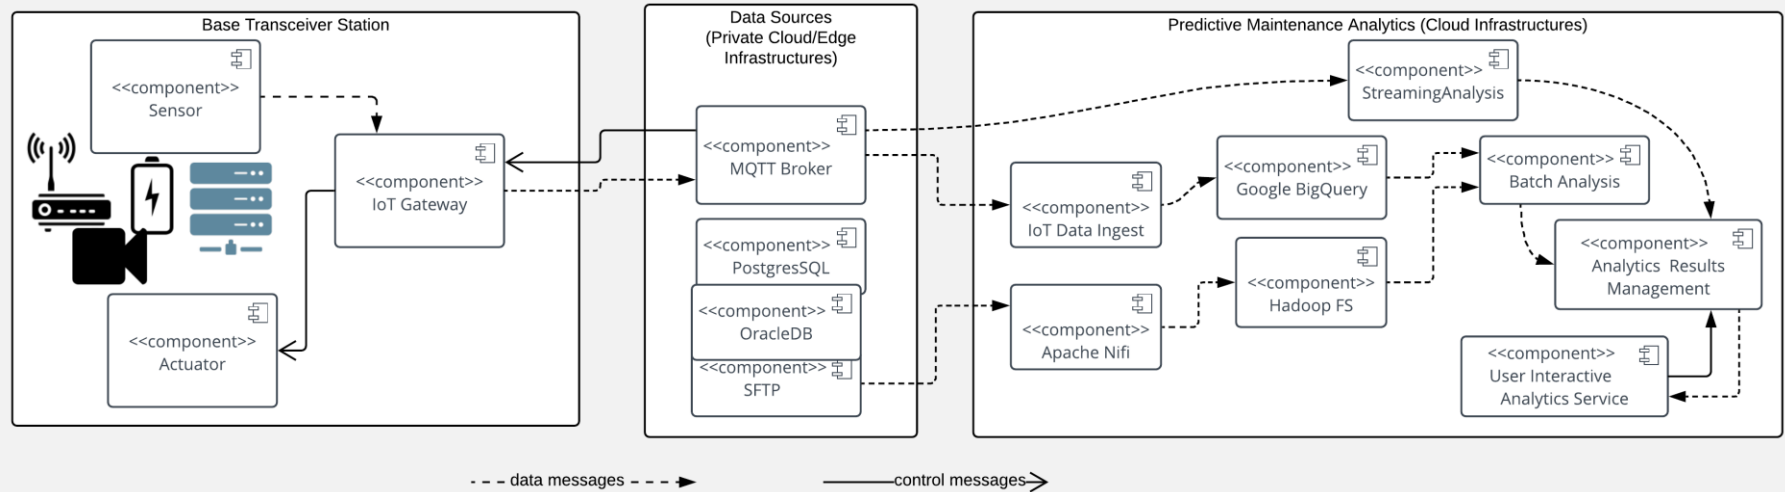 Base Transceiver Station
<<component>>
Sensor
<<component>>
IoT Gateway
<<component>>
Actuator
Data Sources
(Private Cloud/Edge
Infrastructures)
<<component>>
MQTT Broker
<<component>>
PostgresSQL
<<component>>
OracleDB
<<component>>
SFTP
Predictive Maintenance Analytics (Cloud Infrastructures)
<<component>>
StreamingAnalysis
<<component>>
IoT Data Ingest
<<component>>
Google BigQuery
<<component>>
Batch Analysis
<<component>>
Apache Nifi
<<component>>
Hadoop FS
<<component>>
Analytics Results
Management
<<component>>
User Interactive
Analytics Service
data messages
control messages